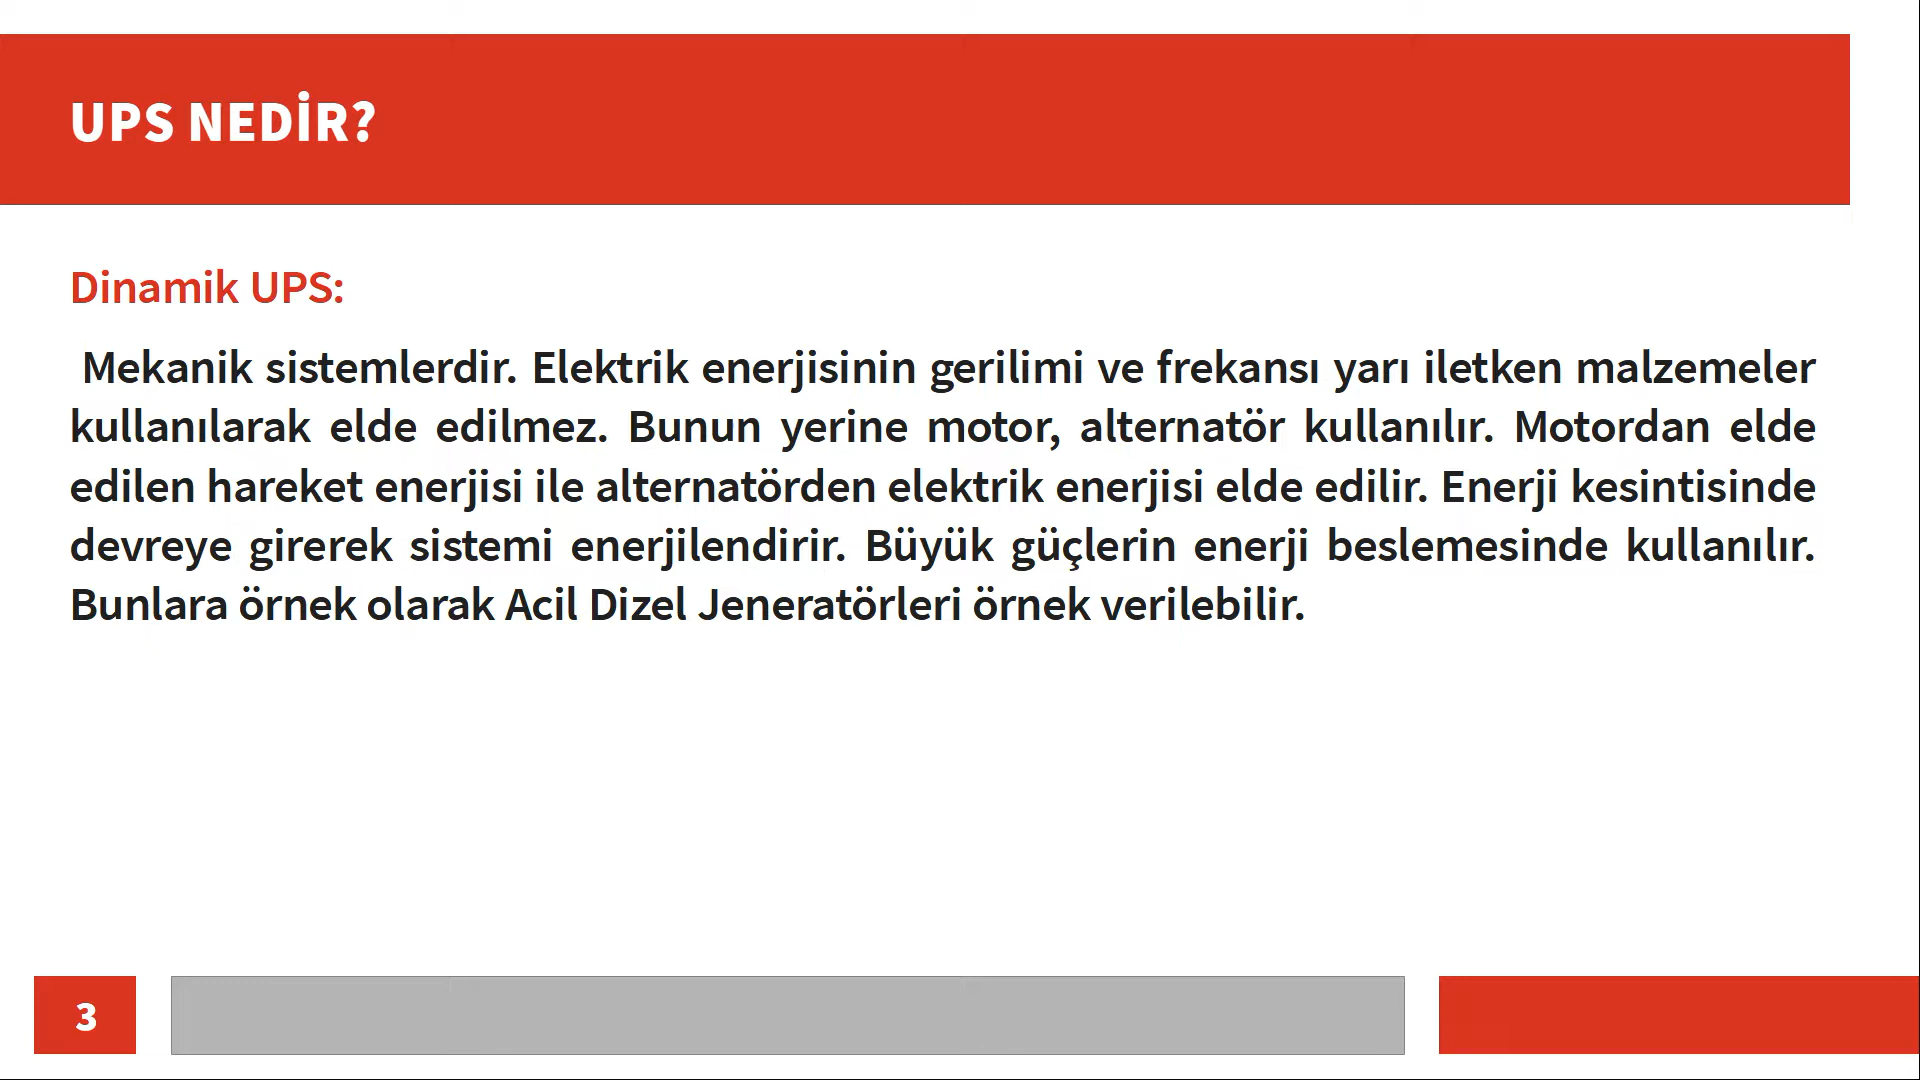 UPS NEDİR?
Dinamik UPS:
Mekanik sistemlerdir. Elektrik enerjisinin gerilimi ve frekansı yarı iletken malzemeler
kullanılarak elde edilmez. Bunun yerine motor, alternatör kullanılır. Motordan elde
edilen hareket enerjisi ile alternatörden elektrik enerjisi elde edilir. Enerji kesintisinde
devreye girerek sistemi enerjilendirir. Büyük güçlerin enerji beslemesinde kullanılır.
Bunlara örnek olarak Acil Dizel Jeneratörleri örnek verilebilir.
3